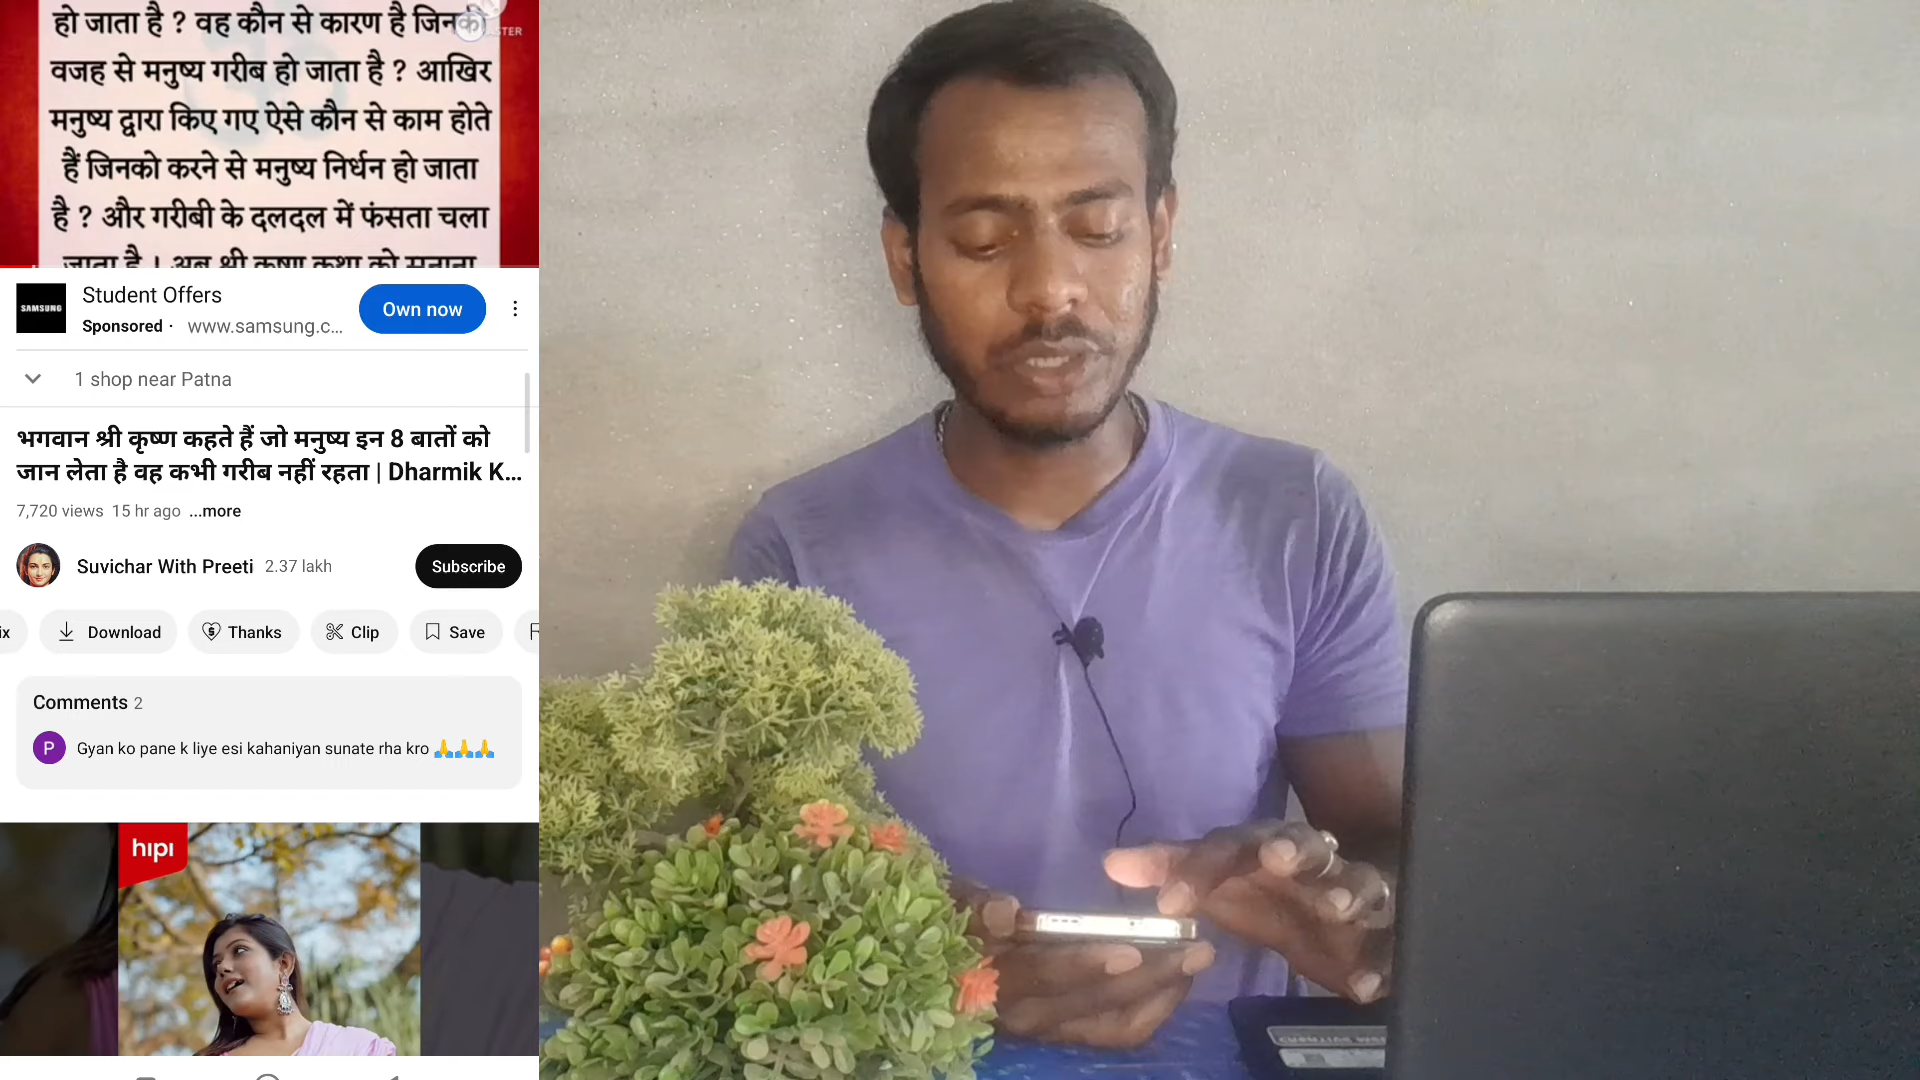 हो जाता है ? वह कौन से कारण है जिनकी
वजह से मनुष्य गरीब हो जाता है ? आखिर
मनुष्य द्वारा किए गए ऐसे कौन से काम होते
हैं जिनको करने से मनुष्य निर्धन हो जाता
है ? और गरीबी के दलदल में फंसता चला
जाता है । अब श्री कृष्ण कथा को सुनाना
SAMSUNG
Student Offers
Sponsored · www.samsung.c...
Own now
1 shop near Patna
भगवान श्री कृष्ण कहते हैं जो मनुष्य इन 8 बातों को
जान लेता है वह कभी गरीब नहीं रहता | Dharmik K...
7,720 views 15 hr ago ...more
Suvichar With Preeti 2.37 lakh
Subscribe
Download Thanks Clip Save
Comments 2
P Gyan ko pane k liye esi kahaniyan sunate rha kro 🙏🙏🙏
hipi